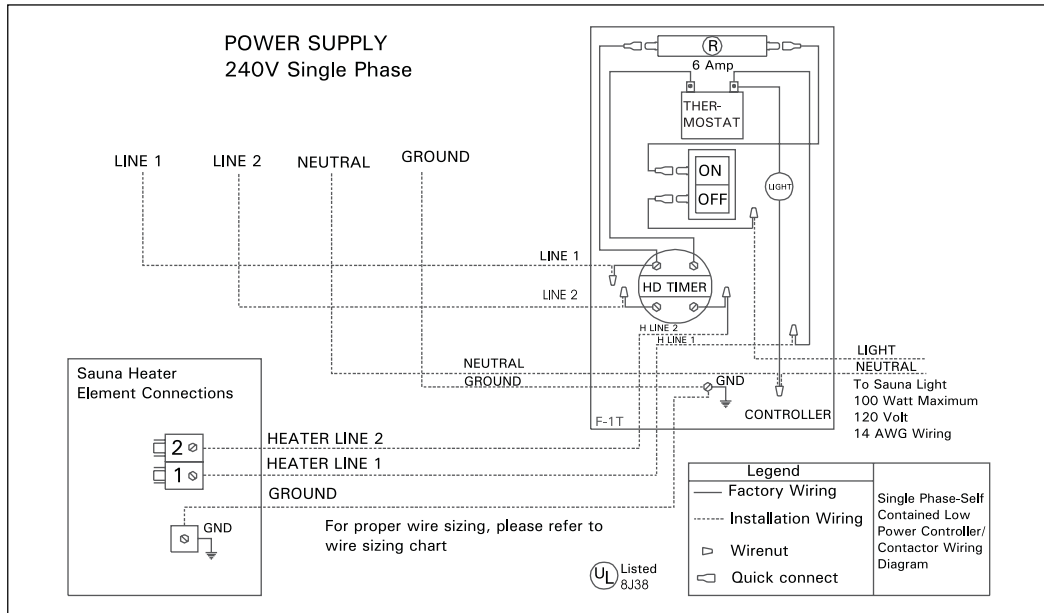 POWER SUPPLY
240V Single Phase
LINE 1
LINE 2
NEUTRAL
GROUND
R
6 Amp
THER-
MOSTAT
ON
OFF
LIGHT
LINE 1
LINE 2
HD TIMER
H LINE 2
H LINE 1
NEUTRAL
GROUND
GND
CONTROLLER
F-1T
LIGHT
NEUTRAL
To Sauna Light
100 Watt Maximum
120 Volt
14 AWG Wiring
Sauna Heater
Element Connections
2
1
HEATER LINE 2
HEATER LINE 1
GROUND
GND
For proper wire sizing, please refer to
wire sizing chart
UL
Listed
8J38
Legend
Factory Wiring
Installation Wiring
Wirenut
Quick connect
Single Phase-Self
Contained Low
Power Controller/
Contactor Wiring
Diagram